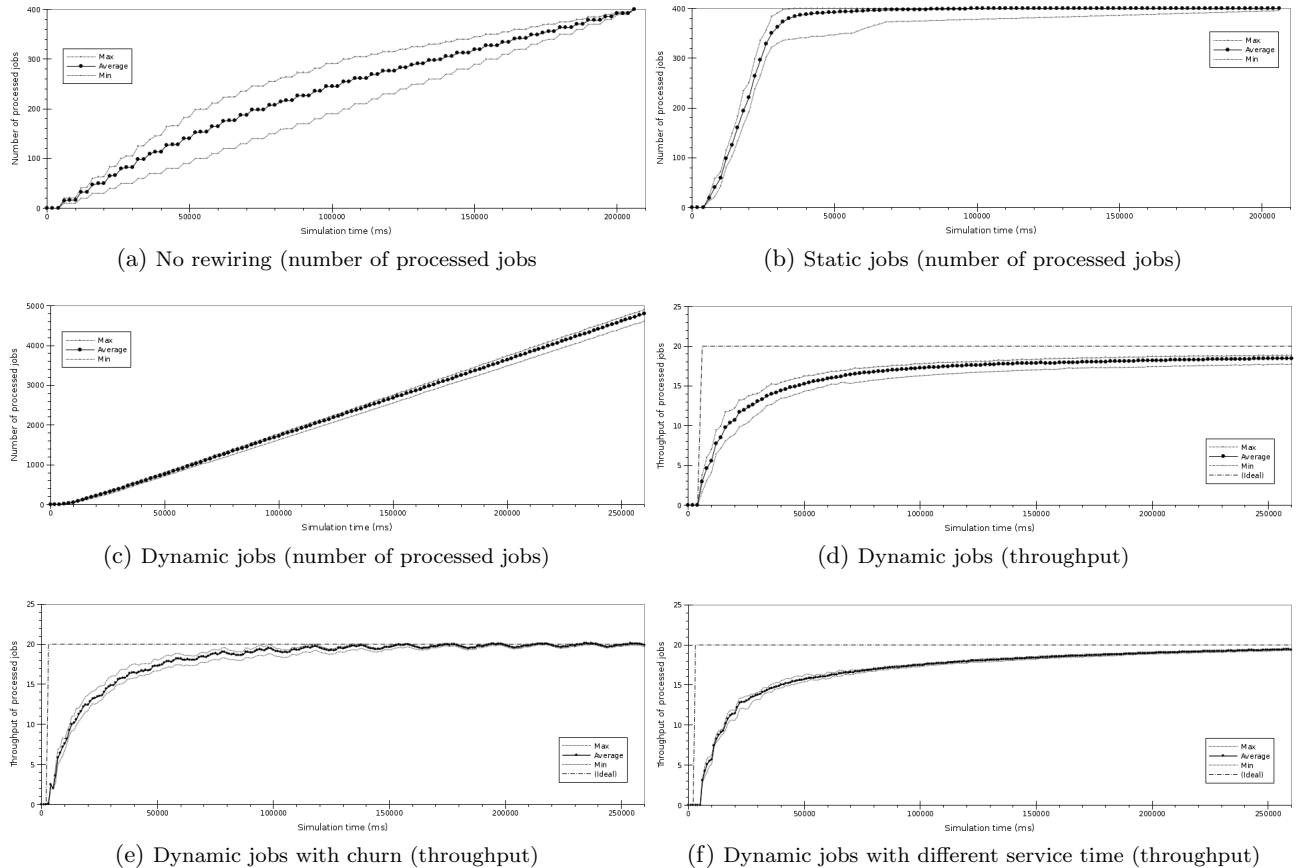 400
300
200
100
0
Number of processed jobs
Max
Average
Min
0 50000 100000 150000 200000
Simulation time (ms)
(a) No rewiring (number of processed jobs
400
300
200
100
0
Number of processed jobs
Max
Average
Min
0 50000 100000 150000 200000
Simulation time (ms)
(b) Static jobs (number of processed jobs)
5000
4000
3000
2000
1000
0
Number of processed jobs
Max
Average
Min
0 50000 100000 150000 200000 250000
Simulation time (ms)
(c) Dynamic jobs (number of processed jobs)
25
20
15
10
5
0
Throughput of processed jobs
Max
Average
Min
(Ideal)
0 50000 100000 150000 200000 250000
Simulation time (ms)
(d) Dynamic jobs (throughput)
25
20
15
10
5
0
Throughput of processed jobs
Max
Average
Min
(Ideal)
0 50000 100000 150000 200000 250000
Simulation time (ms)
(e) Dynamic jobs with churn (throughput)
25
20
15
10
5
0
Throughput of processed jobs
Max
Average
Min
(Ideal)
0 50000 100000 150000 200000 250000
Simulation time (ms)
(f) Dynamic jobs with different service time (throughput)